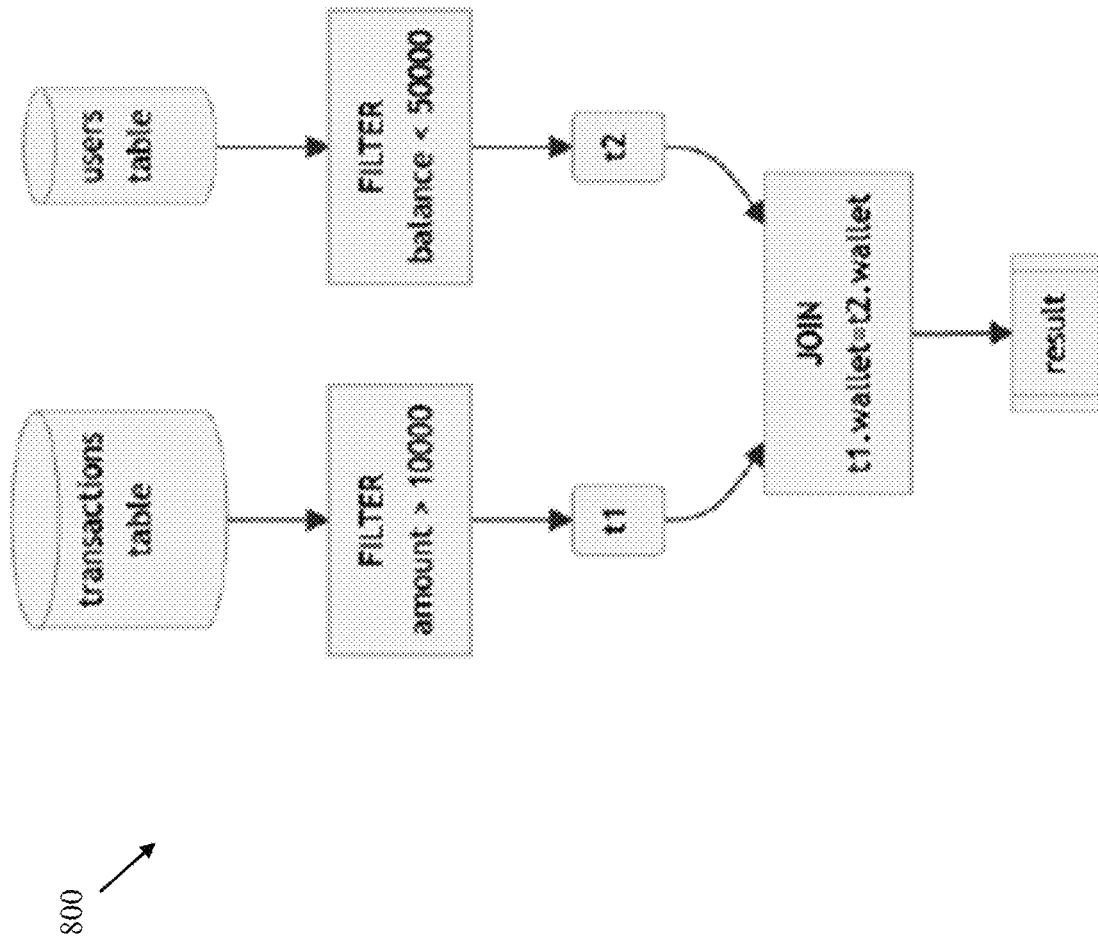 800
transactions
table
FILTER
amount > 10000
t1
users
table
FILTER
balance < 50000
t2
JOIN
t1.wallet=t2.wallet
result